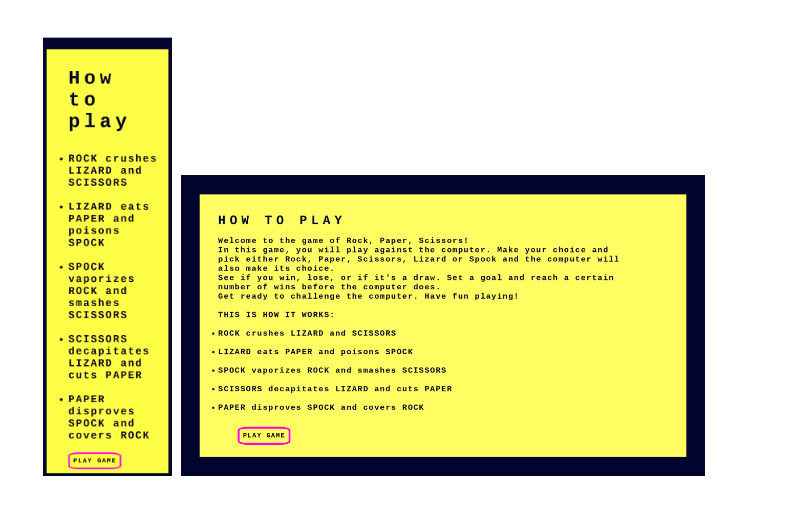 How
to
play
• ROCK crushes
LIZARD and
SCISSORS
• LIZARD eats
PAPER and
poisons
SPOCK
• SPOCK
vaporizes
ROCK and
smashes
SCISSORS
• SCISSORS
decapitates
LIZARD and
cuts PAPER
• PAPER
disproves
SPOCK and
covers ROCK
PLAY GAME
HOW TO PLAY
Welcome to the game of Rock, Paper, Scissors!
In this game, you will play against the computer. Make your choice and
pick either Rock, Paper, Scissors, Lizard or Spock and the computer will
also make its choice.
See if you win, lose, or if it's a draw. Set a goal and reach a certain
number of wins before the computer does.
Get ready to challenge the computer. Have fun playing!
THIS IS HOW IT WORKS:
• ROCK crushes LIZARD and SCISSORS
• LIZARD eats PAPER and poisons SPOCK
• SPOCK vaporizes ROCK and smashes SCISSORS
• SCISSORS decapitates LIZARD and cuts PAPER
• PAPER disproves SPOCK and covers ROCK
PLAY GAME